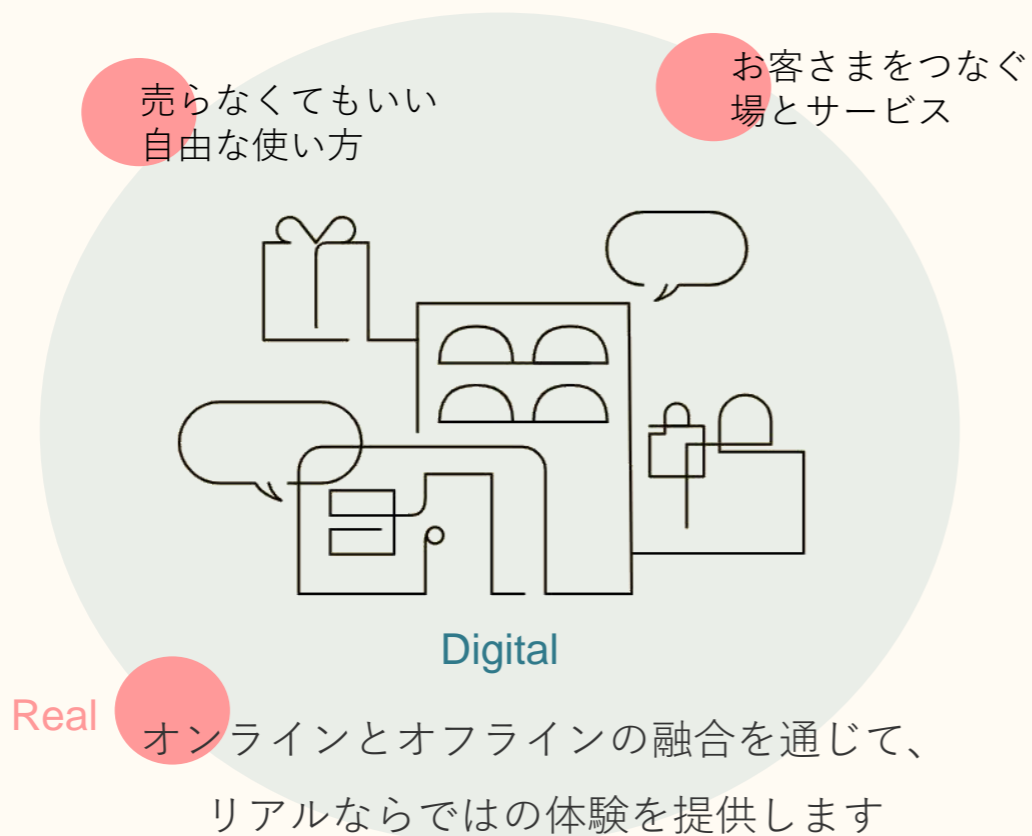 売らなくてもいい
自由な使い方
お客さまをつなぐ
場とサービス
Digital
Real
オンラインとオフラインの融合を通じて、
リアルならではの体験を提供します